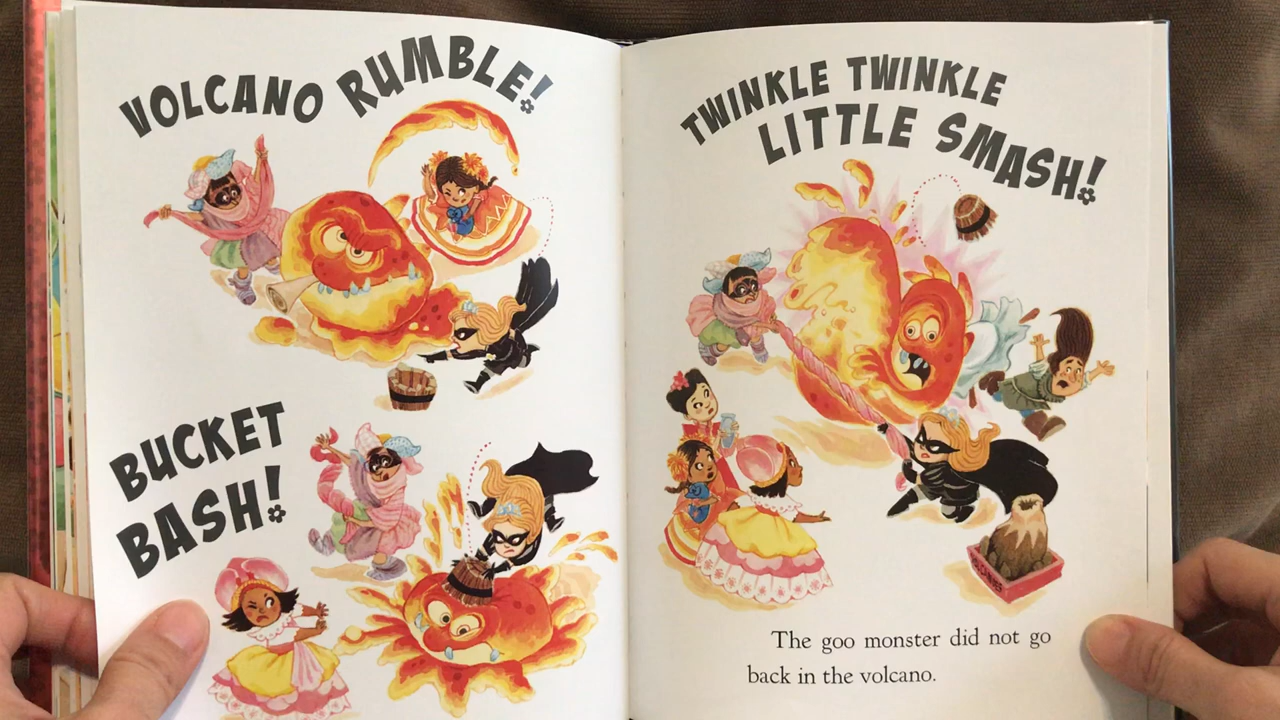 VOLCANO RUMBLE!
BUCKET
BASH!
TWINKLE TWINKLE
LITTLE SMASH!
The goo monster did not go
back in the volcano.